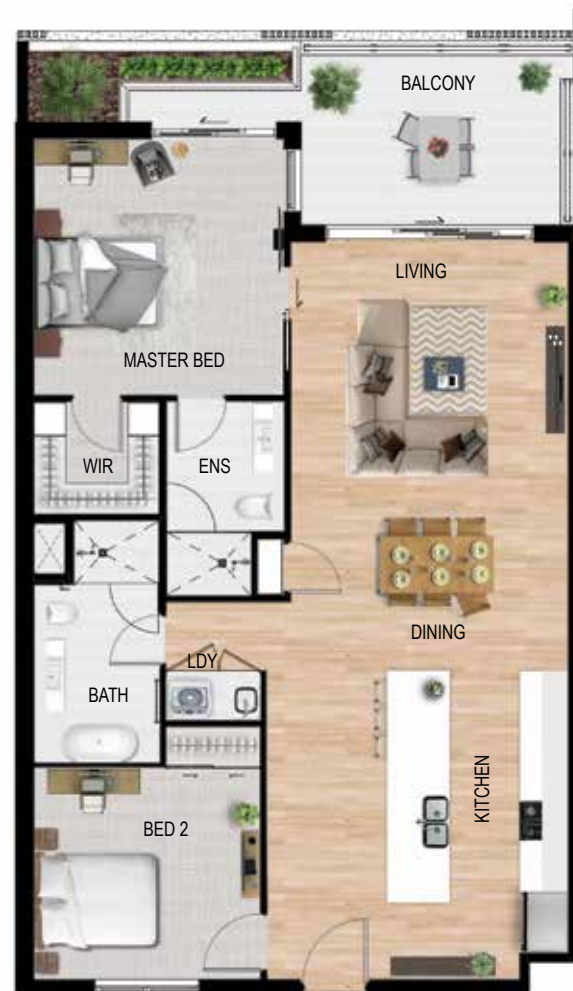 BALCONY
LIVING
MASTER BED
WIR
ENS
DINING
LDY
BATH
KITCHEN
BED 2